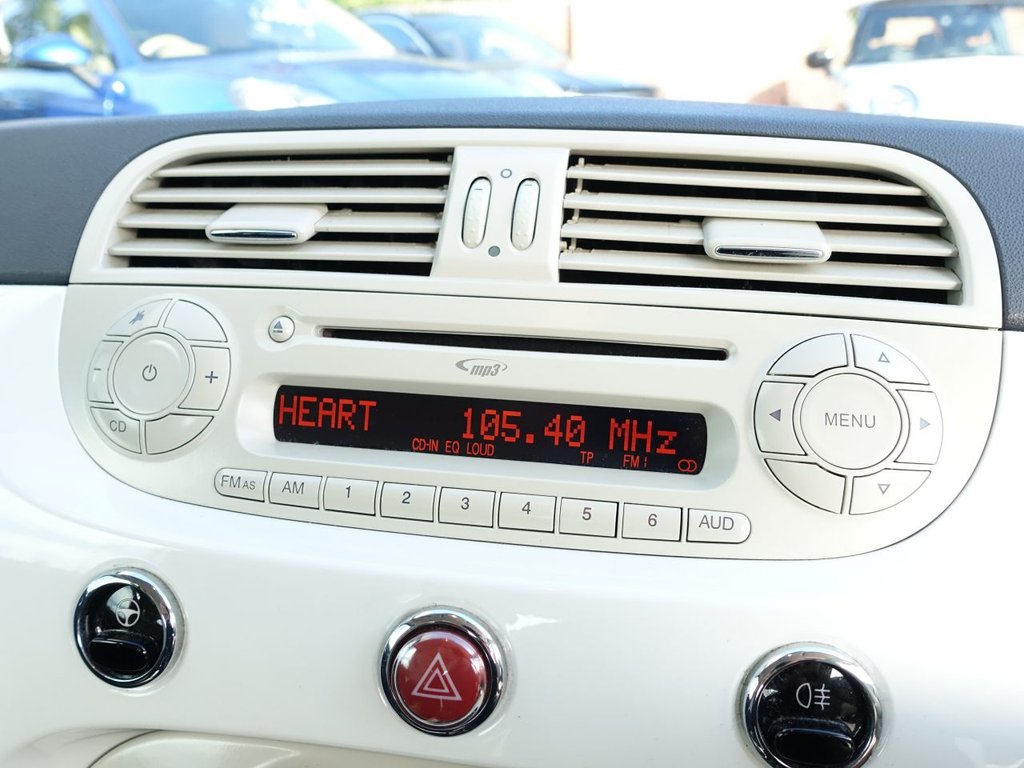 mp3
HEART 105.40 MHz
CD-IN EQ LOUD TP FM1
MENU
CD
FM AS AM 1 2 3 4 5 6 AUD